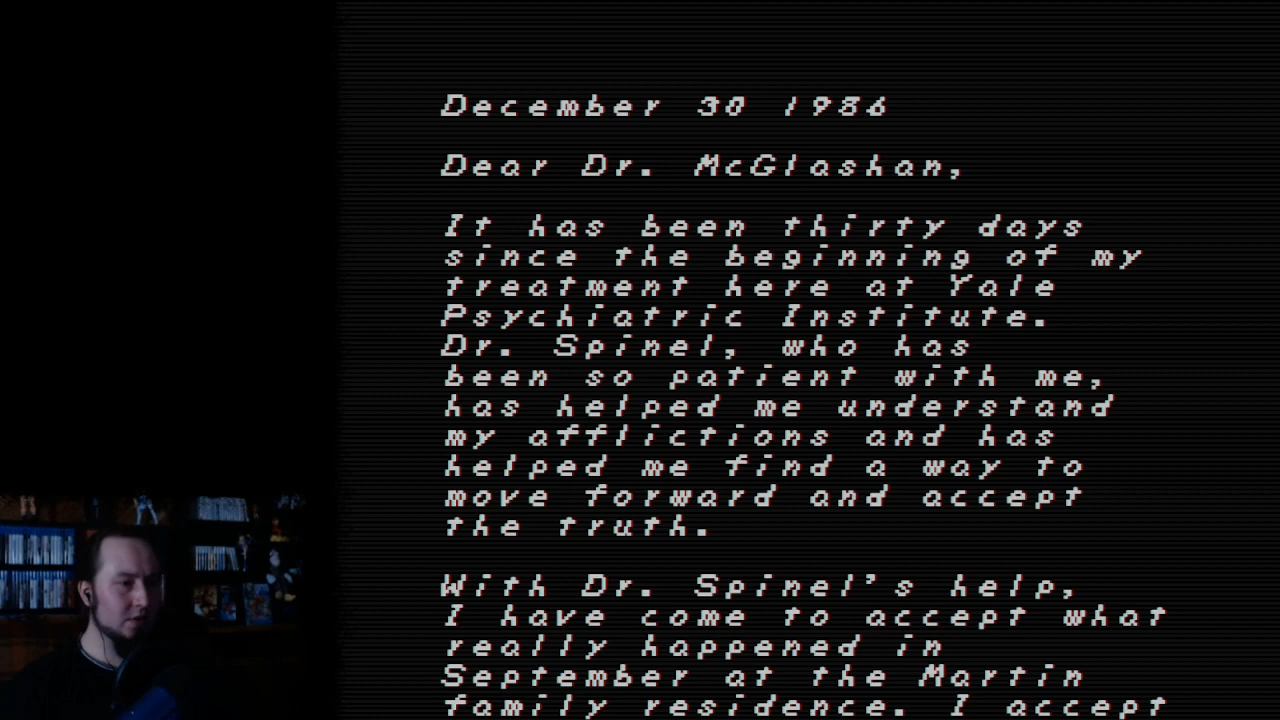 December 30 1986
Dear Dr. McGlashan,
It has been thirty days
since the beginning of my
treatment here at Yale
Psychiatric Institute.
Dr. Spinel, who has
been so patient with me,
has helped me understand
my afflictions and has
helped me find a way to
move forward and accept
the truth.
With Dr. Spinel's help,
I have come to accept what
really happened in
September at the Martin
family residence. I accept